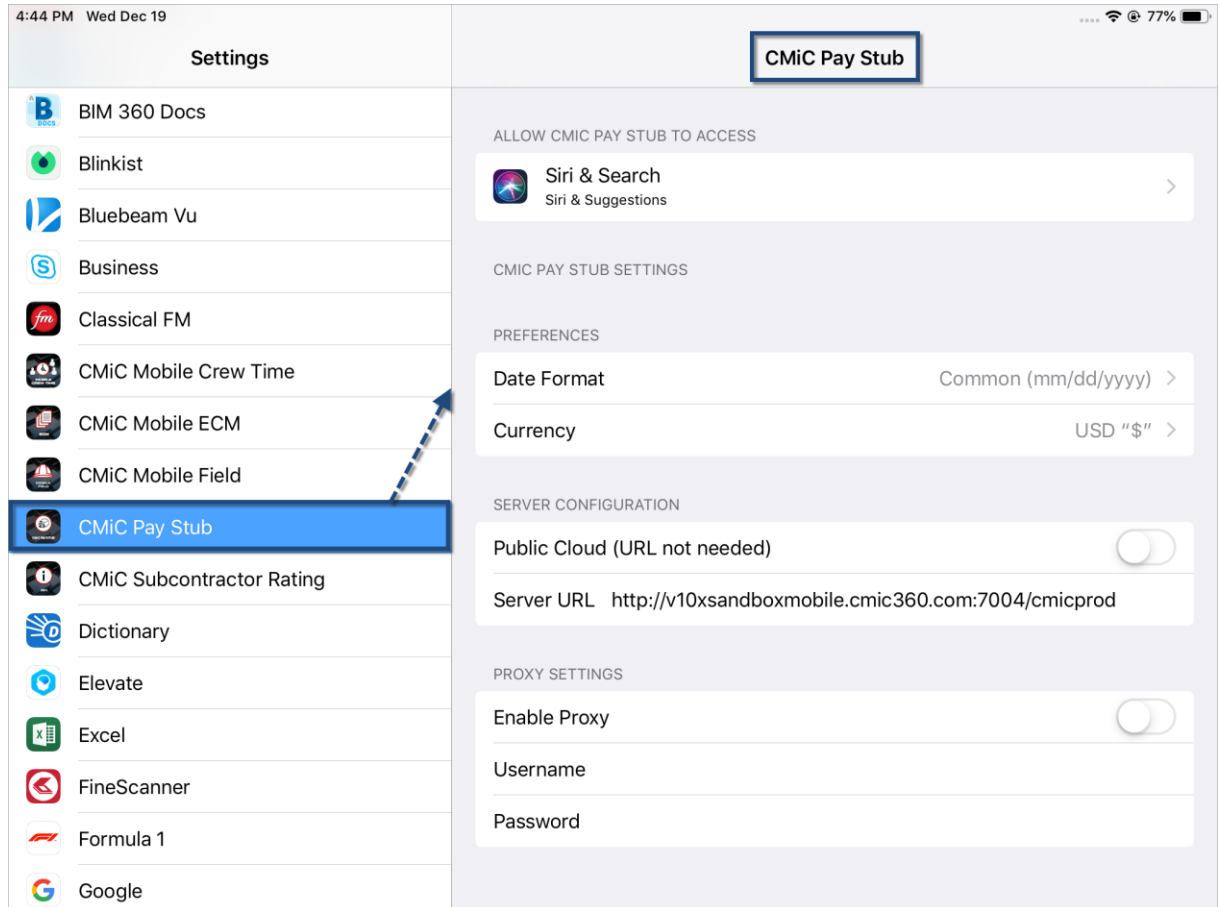 4:44 PM Wed Dec 19
77%
Settings
BIM 360 Docs
Blinkist
Bluebeam Vu
Business
Classical FM
CMiC Mobile Crew Time
CMiC Mobile ECM
CMiC Mobile Field
CMiC Pay Stub
CMiC Subcontractor Rating
Dictionary
Elevate
Excel
FineScanner
Formula 1
Google
CMiC Pay Stub
ALLOW CMIC PAY STUB TO ACCESS
Siri & Search
Siri & Suggestions
CMIC PAY STUB SETTINGS
PREFERENCES
Date Format Common (mm/dd/yyyy)
Currency USD “$”
SERVER CONFIGURATION
Public Cloud (URL not needed)
Server URL http://v10xsandboxmobile.cmic360.com:7004/cmicprod
PROXY SETTINGS
Enable Proxy
Username
Password